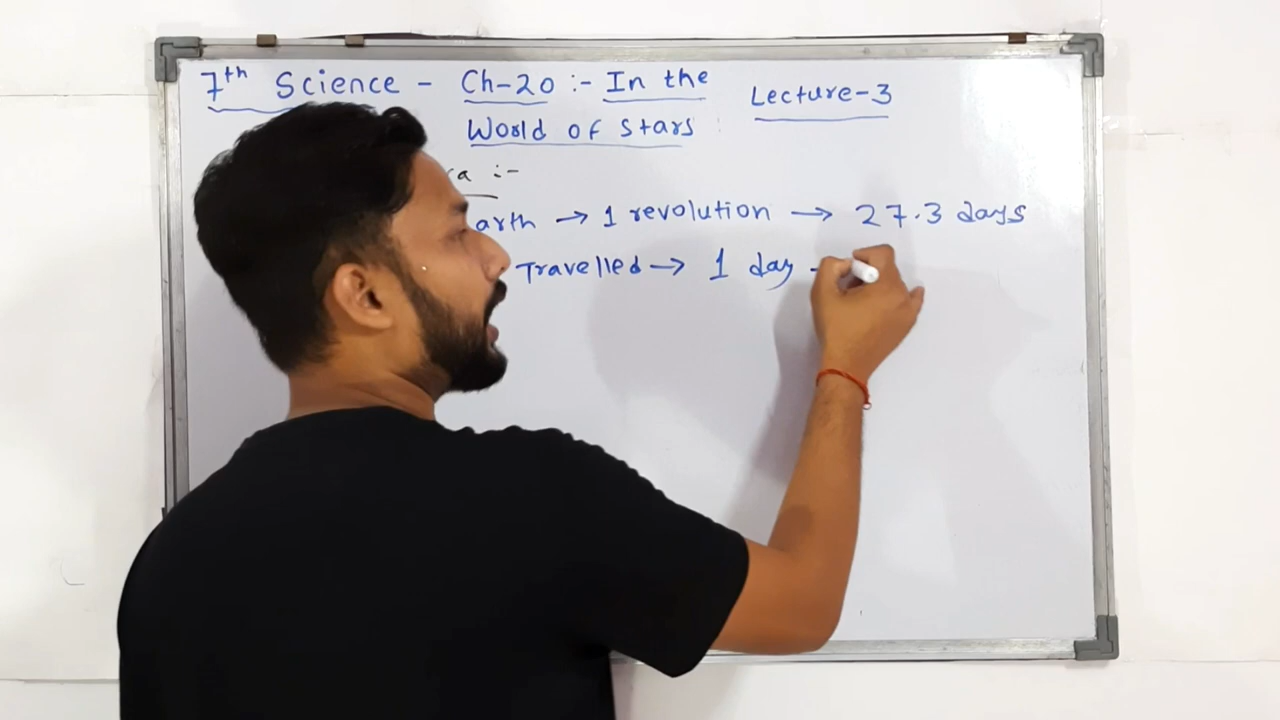 7th Science - Ch-20 :- In the
World of Stars
Lecture-3
a :-
arth → 1 revolution → 27.3 days
Travelled → 1 day -